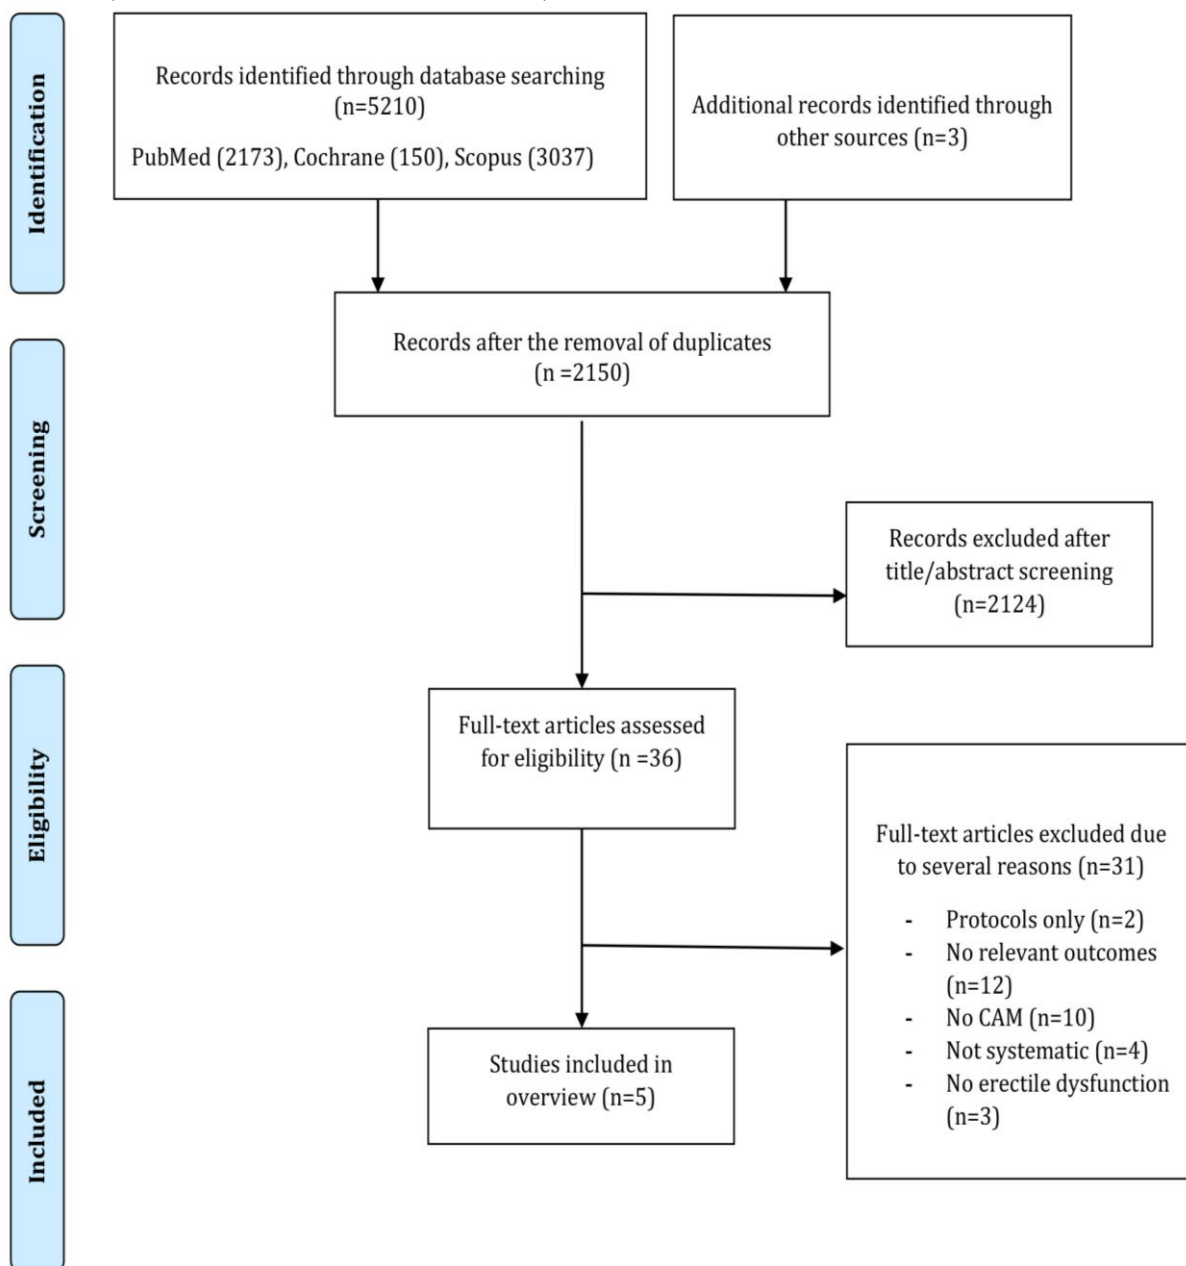 Identification
Records identified through database searching
(n=5210)
PubMed (2173), Cochrane (150), Scopus (3037)
Additional records identified through
other sources (n=3)
Records after the removal of duplicates
(n =2150)
Screening
Records excluded after
title/abstract screening
(n=2124)
Eligibility
Full-text articles assessed
for eligibility (n =36)
Full-text articles excluded due
to several reasons (n=31)
- Protocols only (n=2)
- No relevant outcomes
(n=12)
- No CAM (n=10)
- Not systematic (n=4)
- No erectile dysfunction
(n=3)
Included
Studies included in
overview (n=5)